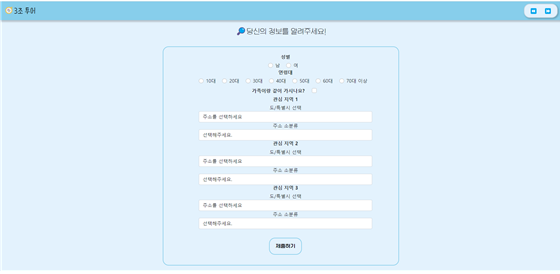 3조 투어
당신의 정보를 알려주세요!
성별
남 여
연령대
10대 20대 30대 40대 50대 60대 70대 이상
가족이랑 같이 가시나요?
관심 지역 1
도/특별시 선택
주소를 선택하세요
주소 소분류
선택해주세요.
관심 지역 2
도/특별시 선택
주소를 선택하세요
주소 소분류
선택해주세요.
관심 지역 3
도/특별시 선택
주소를 선택하세요
주소 소분류
선택해주세요.
제출하기